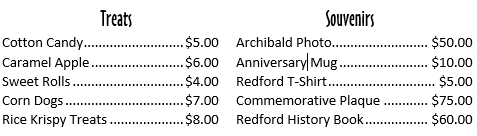 Treats
Cotton Candy............................$5.00
Caramel Apple..........................$6.00
Sweet Rolls...............................$4.00
Corn Dogs.................................$7.00
Rice Krispy Treats.....................$8.00
Souvenirs
Archibald Photo..........................$50.00
Anniversary Mug.........................$10.00
Redford T-Shirt............................$5.00
Commemorative Plaque.............$75.00
Redford History Book..................$60.00